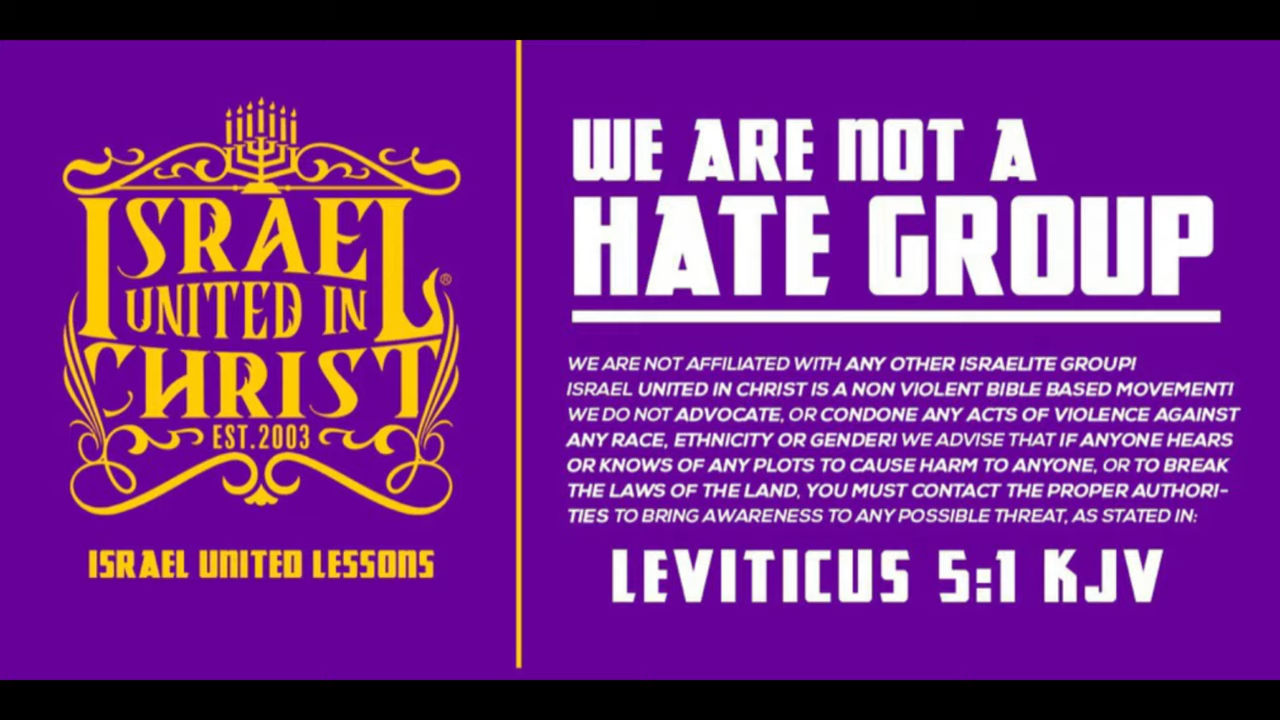 ISRAEL
UNITED IN
CHRIST
EST. 2003
®
ISRAEL UNITED LESSONS
WE ARE NOT A
HATE GROUP
WE ARE NOT AFFILIATED WITH ANY OTHER ISRAELITE GROUP!
ISRAEL UNITED IN CHRIST IS A NON VIOLENT BIBLE BASED MOVEMENT!
WE DO NOT ADVOCATE, OR CONDONE ANY ACTS OF VIOLENCE AGAINST
ANY RACE, ETHNICITY OR GENDER! WE ADVISE THAT IF ANYONE HEARS
OR KNOWS OF ANY PLOTS TO CAUSE HARM TO ANYONE, OR TO BREAK
THE LAWS OF THE LAND, YOU MUST CONTACT THE PROPER AUTHORI-
TIES TO BRING AWARENESS TO ANY POSSIBLE THREAT, AS STATED IN:
LEVITICUS 5:1 KJV